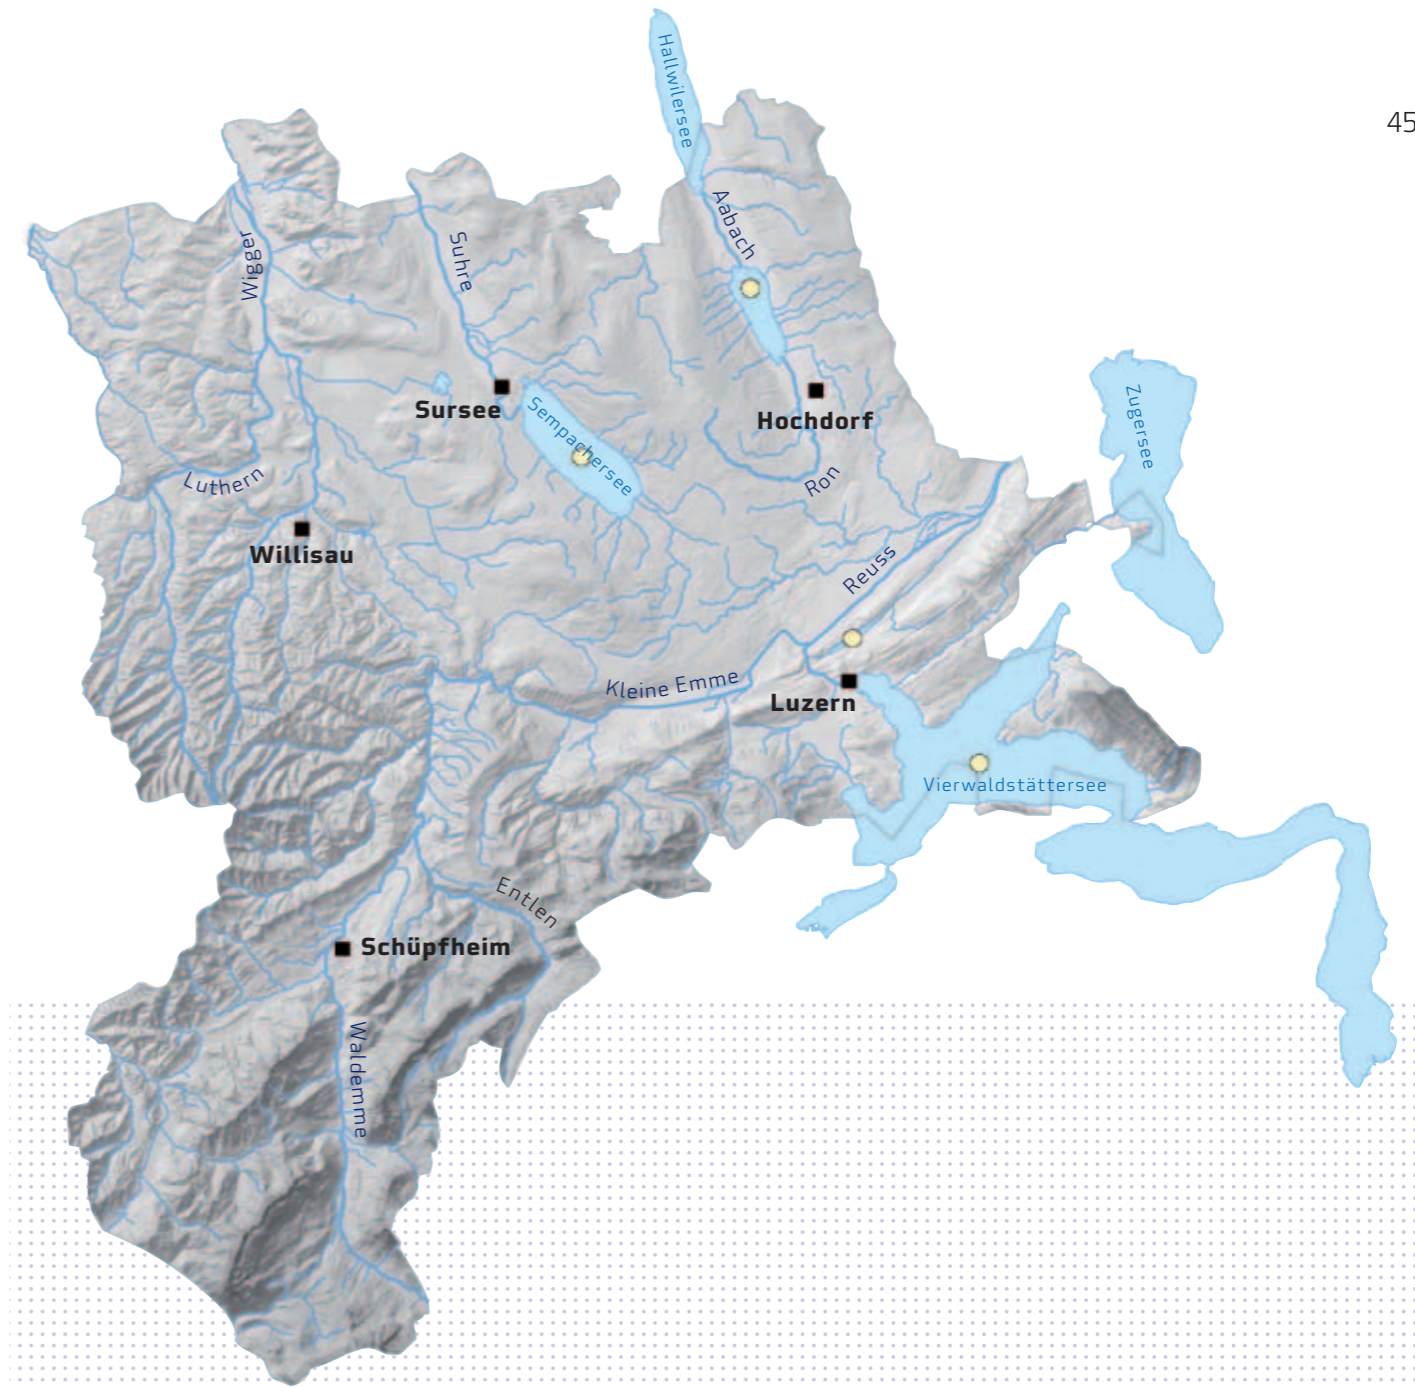 Hallwilersee
45
Aabach
Wigger
Suhre
Sursee
Sempachersee
Hochdorf
Zugersee
Luthern
Ron
Willisau
Reuss
Kleine Emme
Luzern
Vierwaldstättersee
Entlen
Schüpfheim
Waldemme